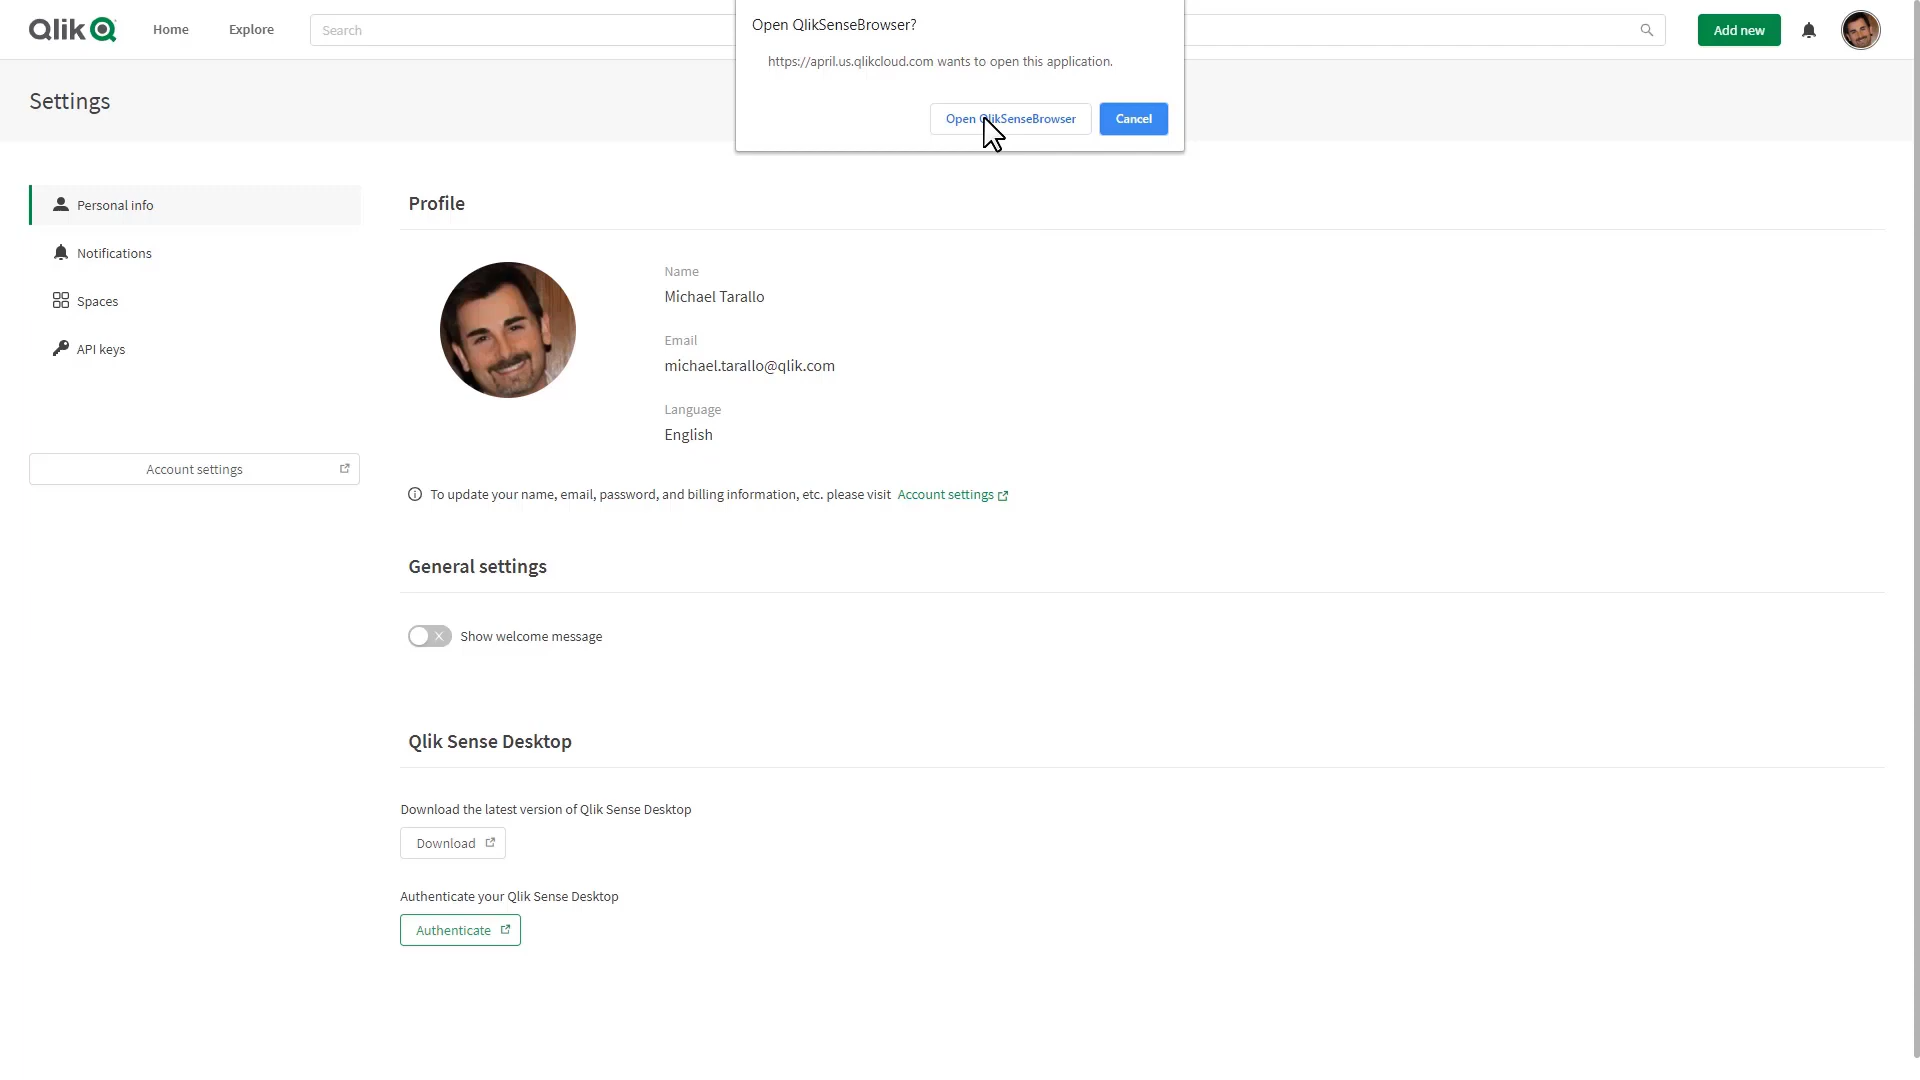 Qlik
Home
Explore
Search
Add new
Open QlikSenseBrowser?
https://april.us.qlikcloud.com wants to open this application.
Open QlikSenseBrowser
Cancel
Settings
Personal info
Notifications
Spaces
API keys
Account settings
Profile
Name
Michael Tarallo
Email
michael.tarallo@qlik.com
Language
English
To update your name, email, password, and billing information, etc. please visit Account settings
General settings
Show welcome message
Qlik Sense Desktop
Download the latest version of Qlik Sense Desktop
Download
Authenticate your Qlik Sense Desktop
Authenticate